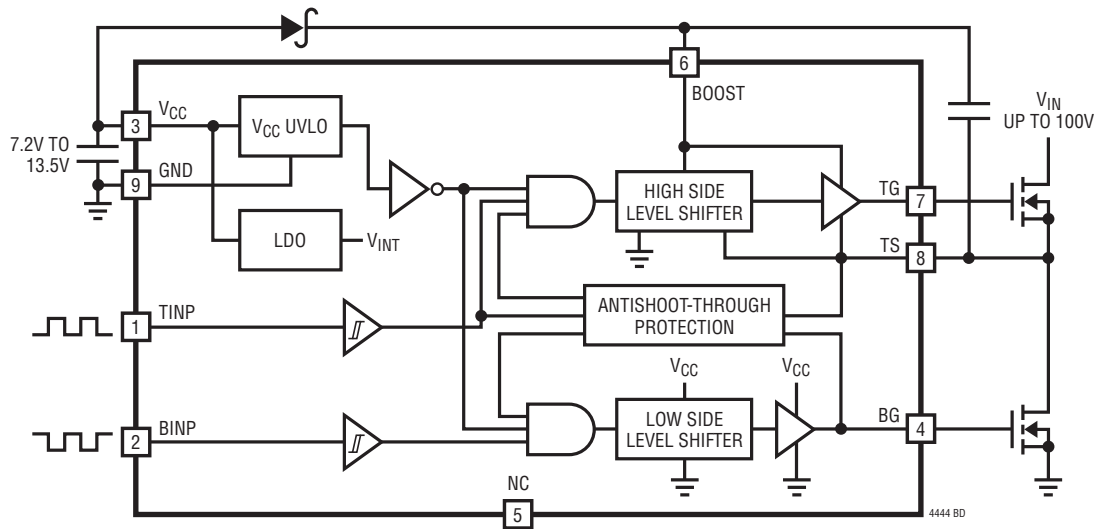 6
BOOST
VIN
UP TO 100V
3
VCC
VCC UVLO
7.2V TO
13.5V
9
GND
HIGH SIDE
LEVEL SHIFTER
TG
7
LDO
VINT
TS
8
ANTISHOOT-THROUGH
PROTECTION
1
TINP
VCC
VCC
LOW SIDE
LEVEL SHIFTER
BG
4
2
BINP
NC
5
4444 BD